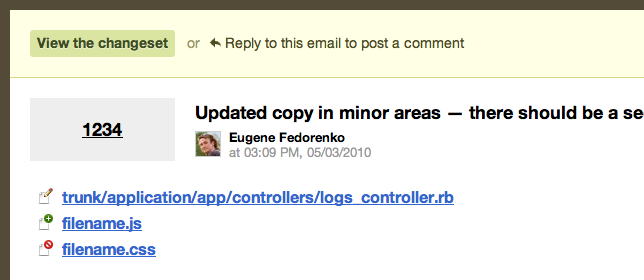 View the changeset or Reply to this email to post a comment
1234
Updated copy in minor areas — there should be a se
Eugene Fedorenko
at 03:09 PM, 05/03/2010
trunk/application/app/controllers/logs_controller.rb
filename.js
filename.css